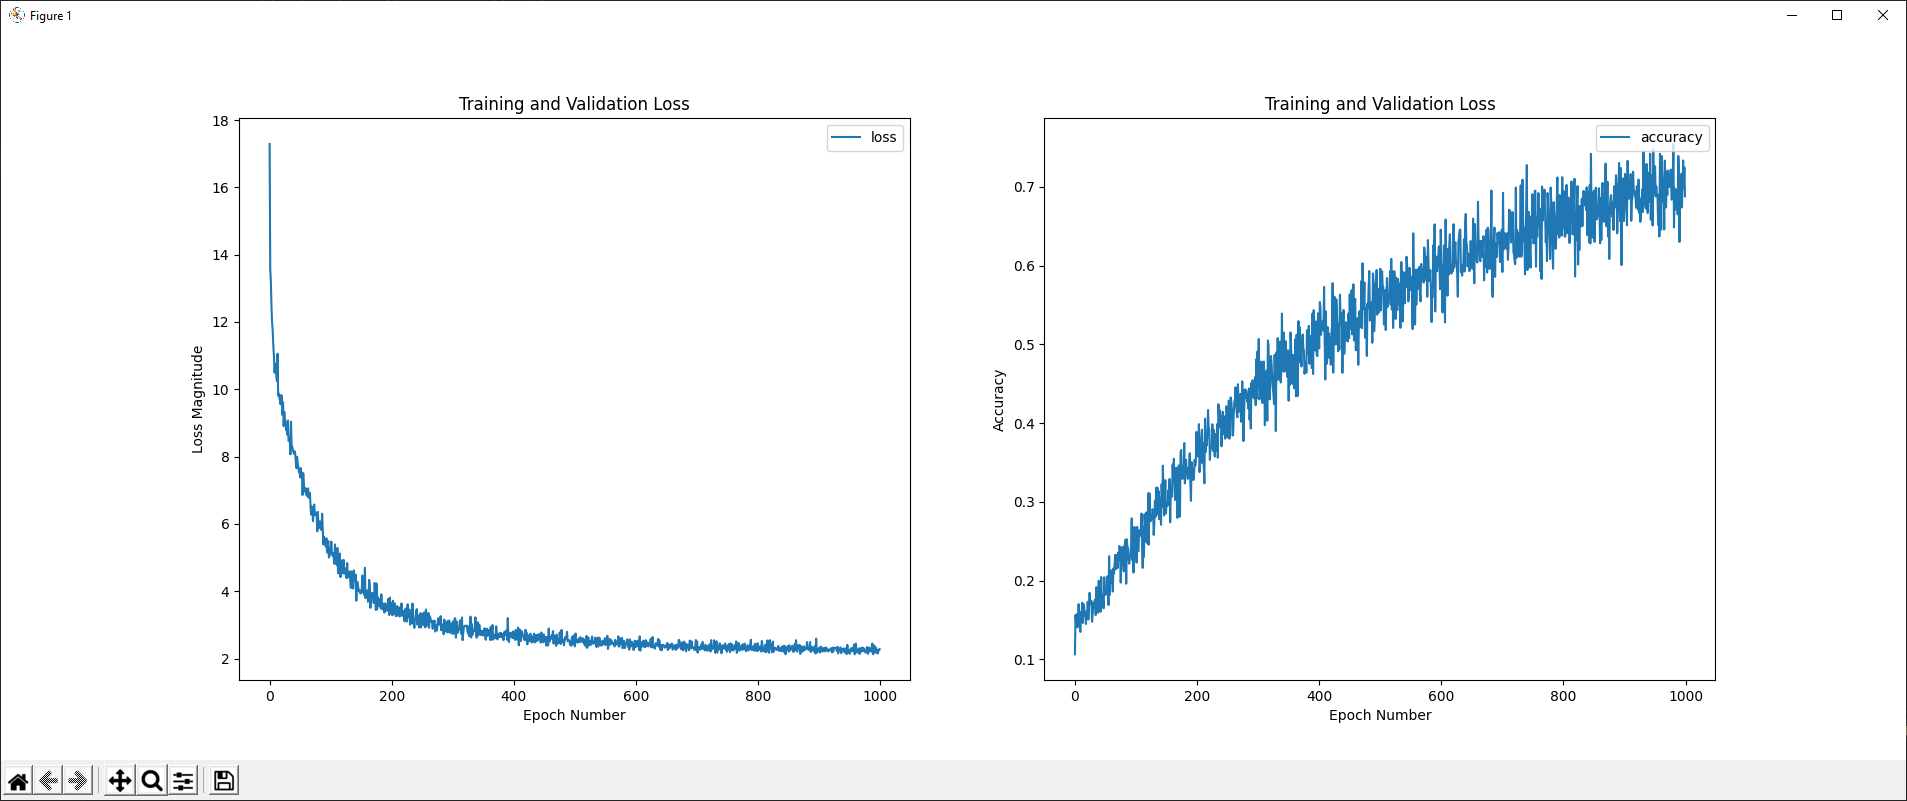 Figure 1
Training and Validation Loss
loss
18
16
14
12
10
8
6
4
2
Loss Magnitude
0 200 400 600 800 1000
Epoch Number
Training and Validation Loss
accuracy
0.7
0.6
0.5
0.4
0.3
0.2
0.1
Accuracy
0 200 400 600 800 1000
Epoch Number